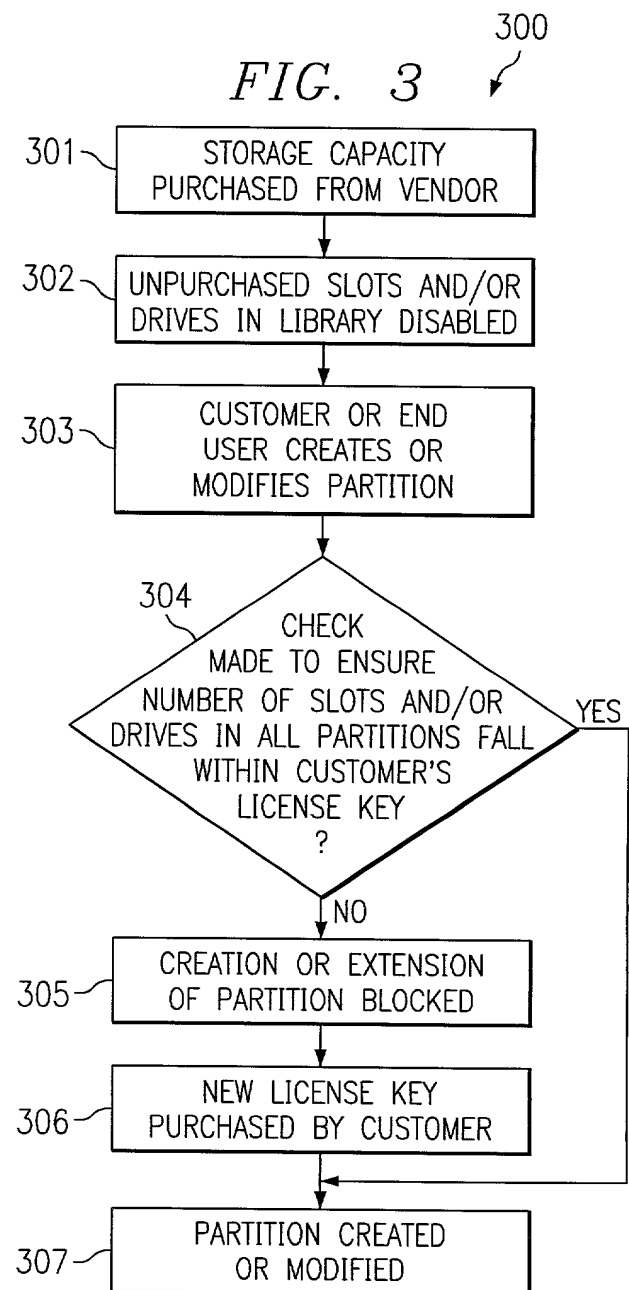 300
FIG. 3
301
STORAGE CAPACITY
PURCHASED FROM VENDOR
302
UNPURCHASED SLOTS AND/OR
DRIVES IN LIBRARY DISABLED
303
CUSTOMER OR END
USER CREATES OR
MODIFIES PARTITION
304
CHECK
MADE TO ENSURE
NUMBER OF SLOTS AND/OR
DRIVES IN ALL PARTITIONS FALL
WITHIN CUSTOMER'S
LICENSE KEY
?
YES
NO
305
CREATION OR EXTENSION
OF PARTITION BLOCKED
306
NEW LICENSE KEY
PURCHASED BY CUSTOMER
307
PARTITION CREATED
OR MODIFIED